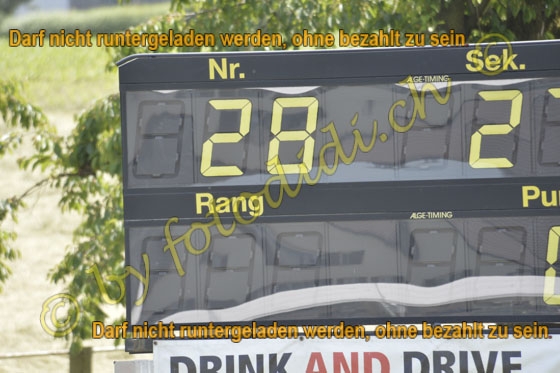 Darf nicht runtergeladen werden, ohne bezahlt zu sein
Nr. Sek.
ALGE-TIMING
28 2
© by fotodidi.ch ©
Rang Pu
ALGE-TIMING
Darf nicht runtergeladen werden, ohne bezahlt zu sein
DRINK AND DRIVE